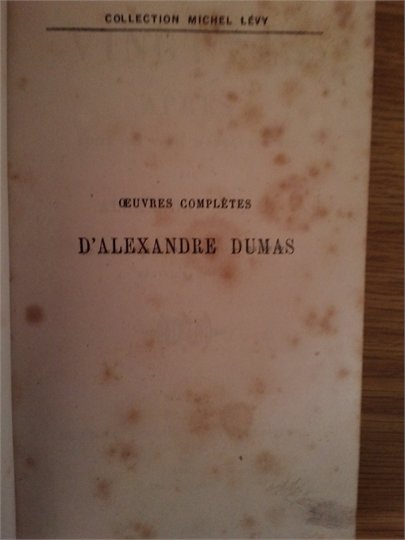 COLLECTION MICHEL LÉVY
ŒUVRES COMPLÈTES
D'ALEXANDRE DUMAS